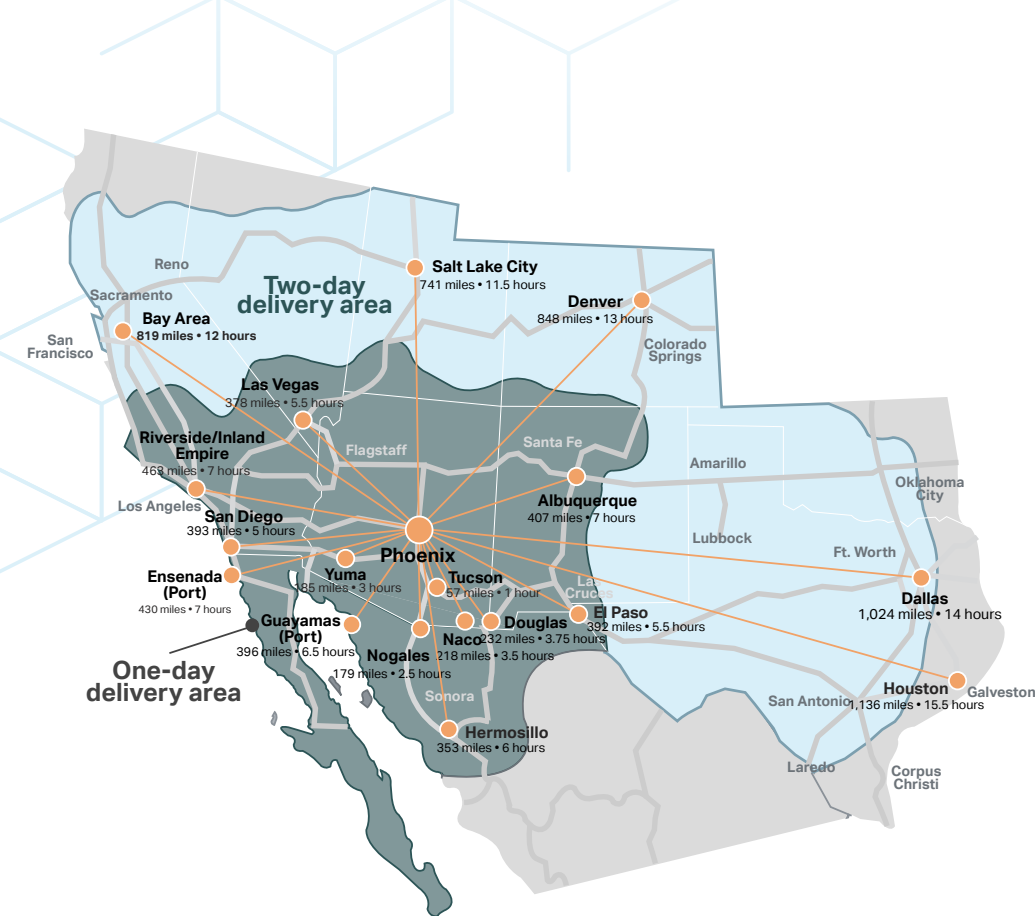 Salt Lake City
741 miles • 11.5 hours
Reno
Two-day
delivery area
Sacramento
Denver
848 miles • 13 hours
Bay Area
819 miles • 12 hours
San
Francisco
Colorado
Springs
Las Vegas
378 miles • 5.5 hours
Riverside/Inland
Empire
463 miles • 7 hours
Flagstaff
Santa Fe
Amarillo
Oklahoma
City
Los Angeles
San Diego
393 miles • 5 hours
Albuquerque
407 miles • 7 hours
Lubbock
Ft. Worth
Phoenix
Ensenada
(Port)
430 miles • 7 hours
Yuma
185 miles • 3 hours
Tucson
57 miles • 1 hour
Las
Cruces
Dallas
1,024 miles • 14 hours
Guayamas
(Port)
396 miles • 6.5 hours
El Paso
392 miles • 5.5 hours
Douglas
232 miles • 3.75 hours
Naco
218 miles • 3.5 hours
Nogales
179 miles • 2.5 hours
One-day
delivery area
Sonora
Houston
1,136 miles • 15.5 hours
Galveston
San Antonio
Hermosillo
353 miles • 6 hours
Laredo
Corpus
Christi